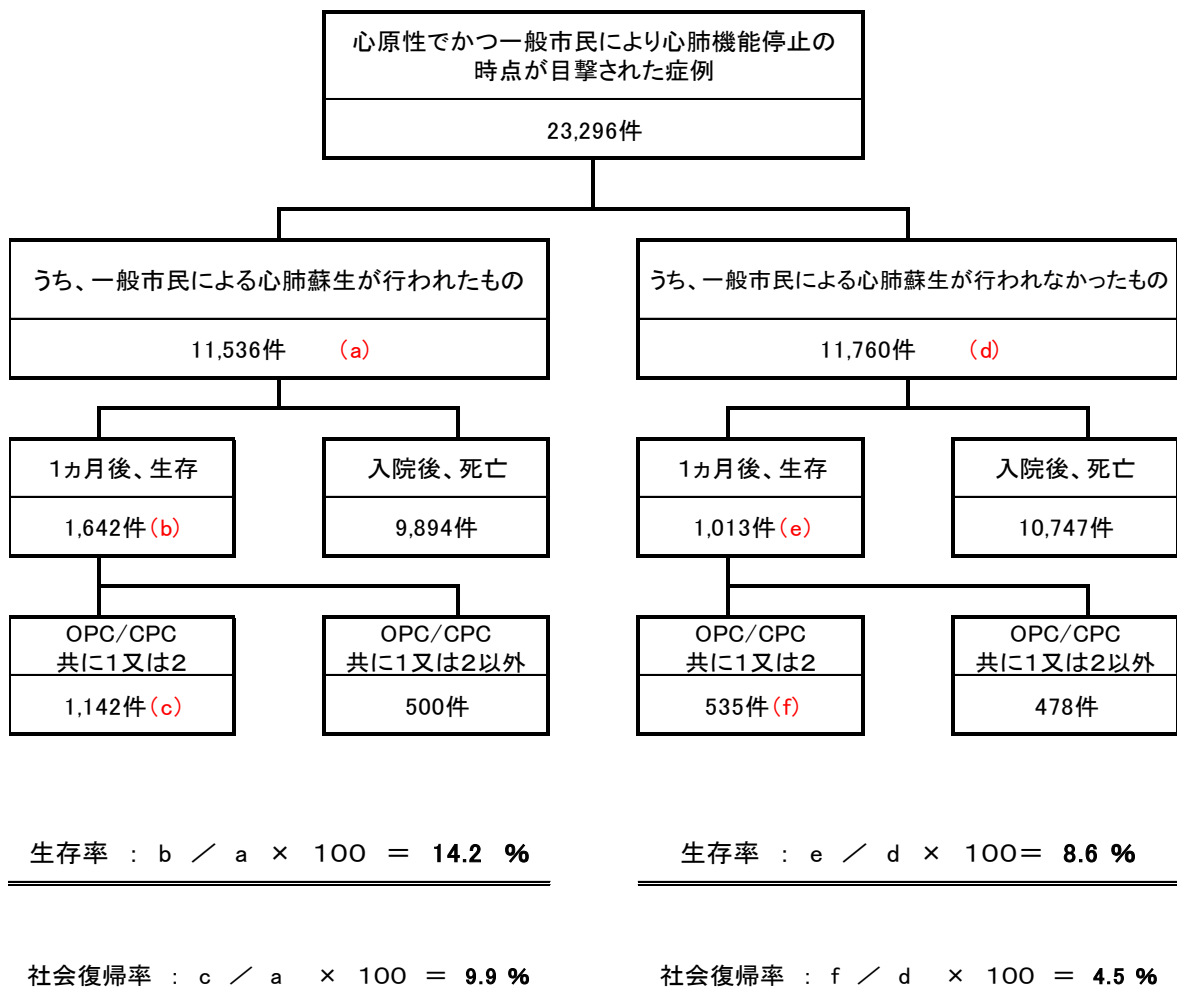 心原性でかつ一般市民により心肺機能停止の
時点が目撃された症例
23,296件
うち、一般市民による心肺蘇生が行われたもの
11,536件 (a)
うち、一般市民による心肺蘇生が行われなかったもの
11,760件 (d)
1ヵ月後、生存
1,642件(b)
入院後、死亡
9,894件
1ヵ月後、生存
1,013件(e)
入院後、死亡
10,747件
OPC/CPC
共に1又は2
1,142件(c)
OPC/CPC
共に1又は2以外
500件
OPC/CPC
共に1又は2
535件(f)
OPC/CPC
共に1又は2以外
478件
生存率 : b / a × 100 = 14.2 %
生存率 : e / d × 100= 8.6 %
社会復帰率 : c / a × 100 = 9.9 %
社会復帰率 : f / d × 100 = 4.5 %